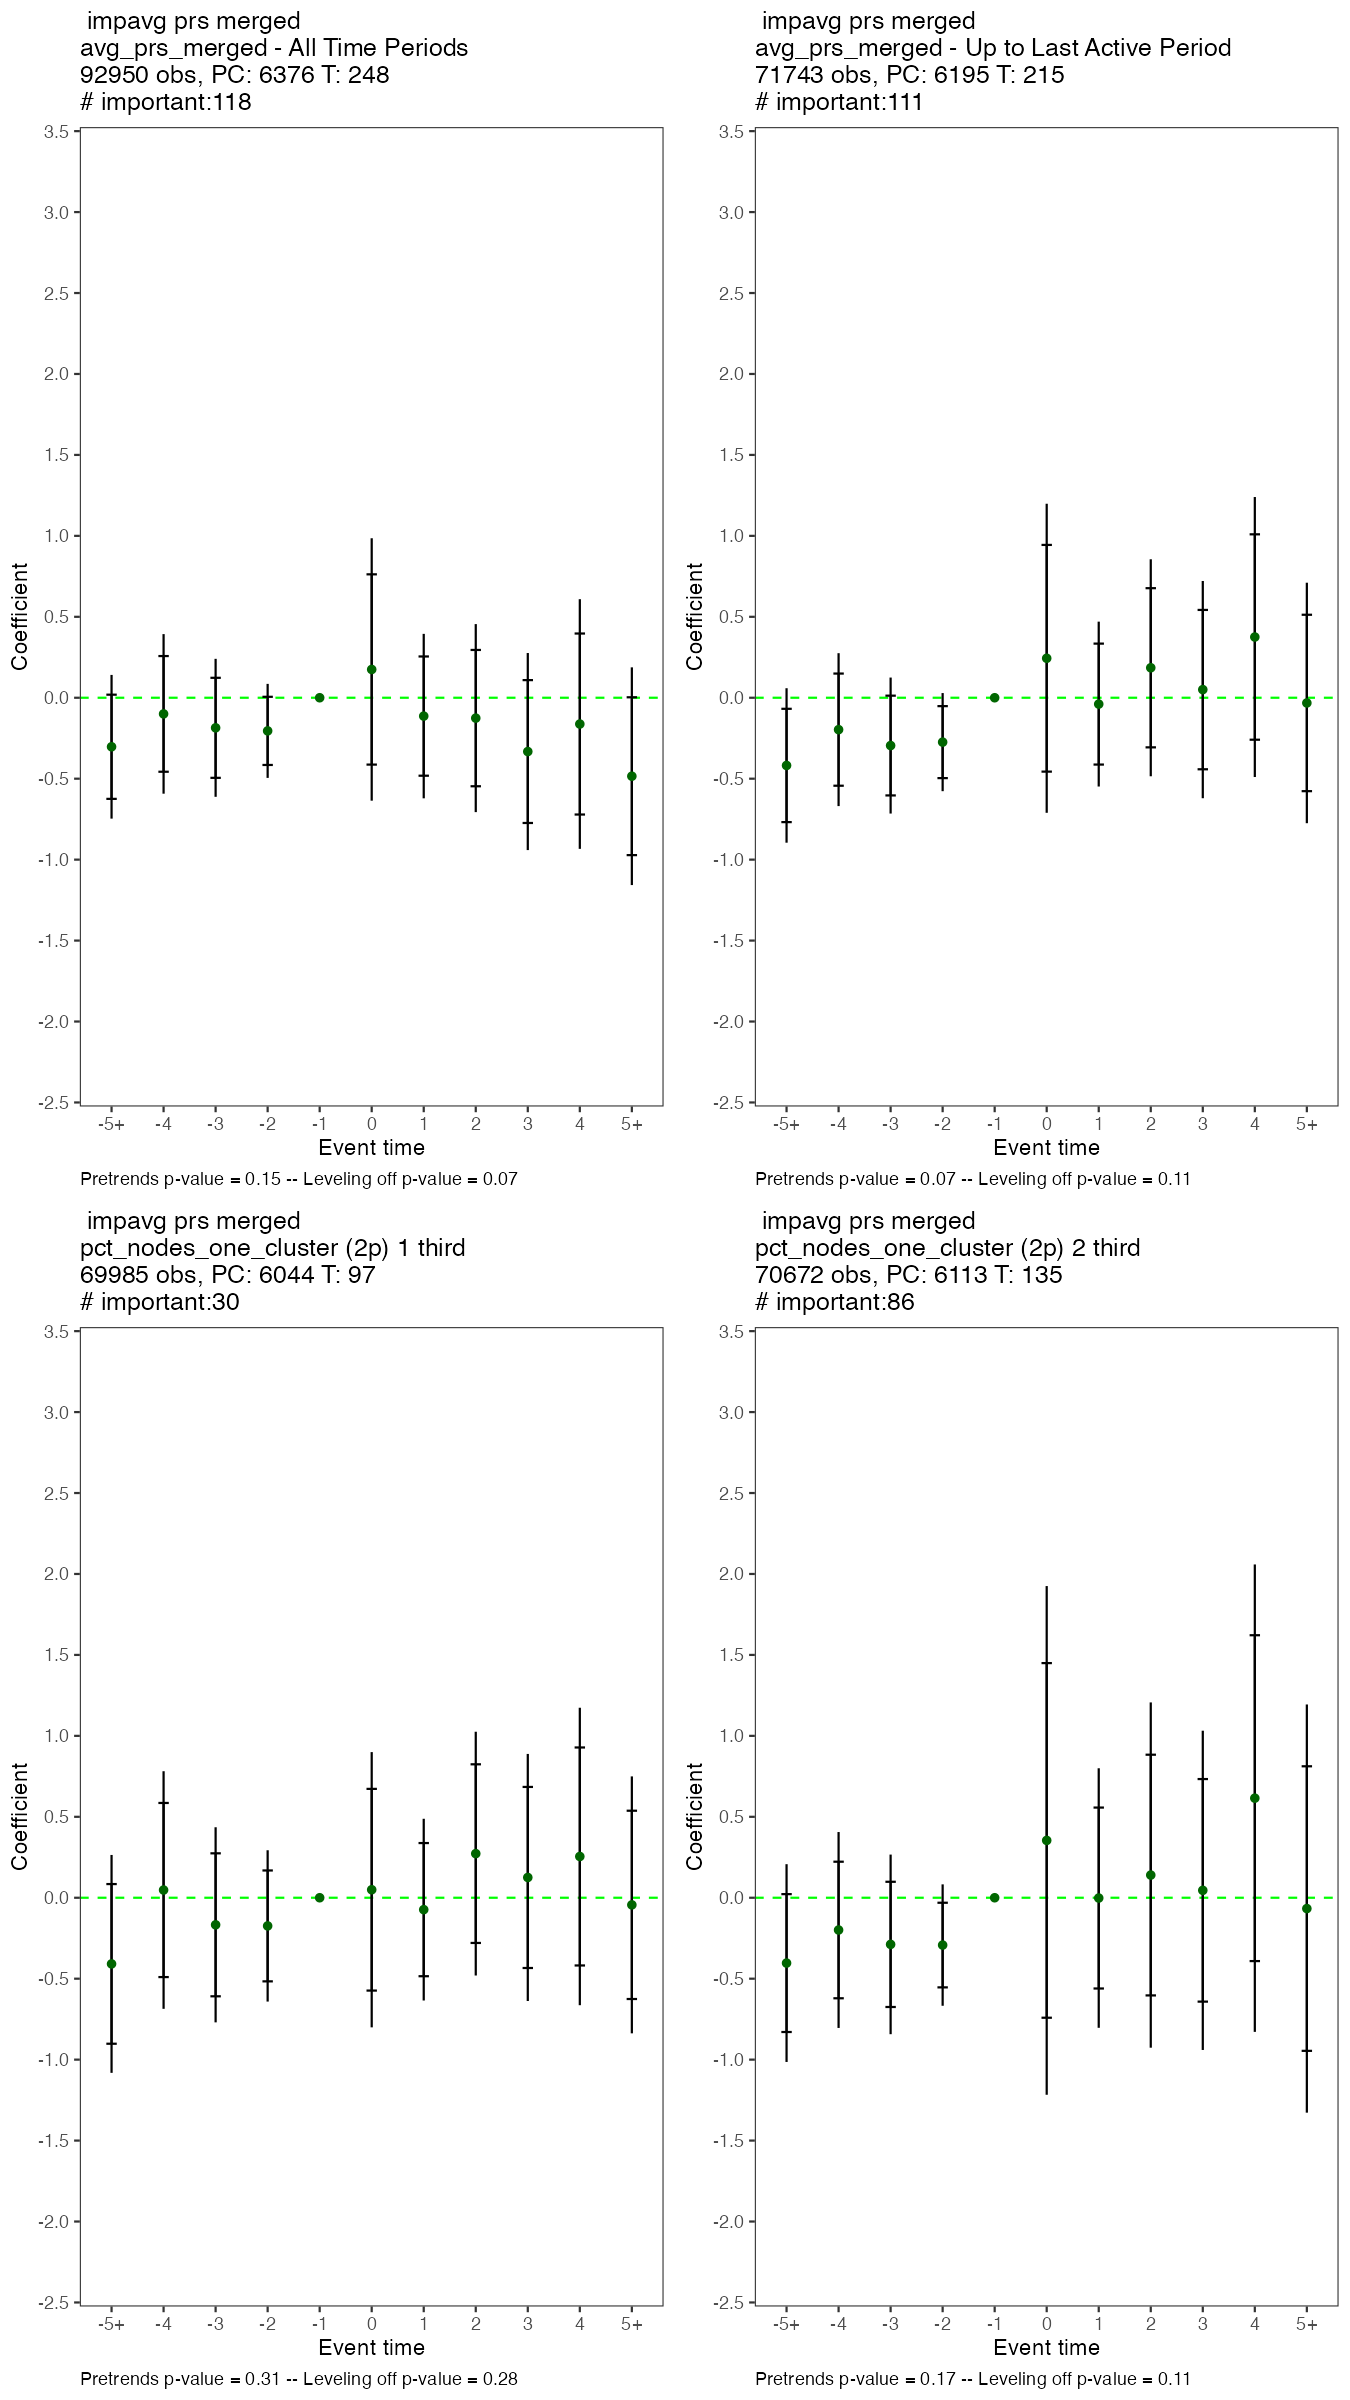 impavg prs merged
avg_prs_merged - All Time Periods
92950 obs, PC: 6376 T: 248
# important:118
3.5
3.0
2.5
2.0
1.5
1.0
0.5
0.0
-0.5
-1.0
-1.5
-2.0
-2.5
Coefficient
-5+ -4 -3 -2 -1 0 1 2 3 4 5+
Event time
Pretrends p-value = 0.15 -- Leveling off p-value = 0.07
impavg prs merged
avg_prs_merged - Up to Last Active Period
71743 obs, PC: 6195 T: 215
# important:111
3.5
3.0
2.5
2.0
1.5
1.0
0.5
0.0
-0.5
-1.0
-1.5
-2.0
-2.5
Coefficient
-5+ -4 -3 -2 -1 0 1 2 3 4 5+
Event time
Pretrends p-value = 0.07 -- Leveling off p-value = 0.11
impavg prs merged
pct_nodes_one_cluster (2p) 1 third
69985 obs, PC: 6044 T: 97
# important:30
3.5
3.0
2.5
2.0
1.5
1.0
0.5
0.0
-0.5
-1.0
-1.5
-2.0
-2.5
Coefficient
-5+ -4 -3 -2 -1 0 1 2 3 4 5+
Event time
Pretrends p-value = 0.31 -- Leveling off p-value = 0.28
impavg prs merged
pct_nodes_one_cluster (2p) 2 third
70672 obs, PC: 6113 T: 135
# important:86
3.5
3.0
2.5
2.0
1.5
1.0
0.5
0.0
-0.5
-1.0
-1.5
-2.0
-2.5
Coefficient
-5+ -4 -3 -2 -1 0 1 2 3 4 5+
Event time
Pretrends p-value = 0.17 -- Leveling off p-value = 0.11